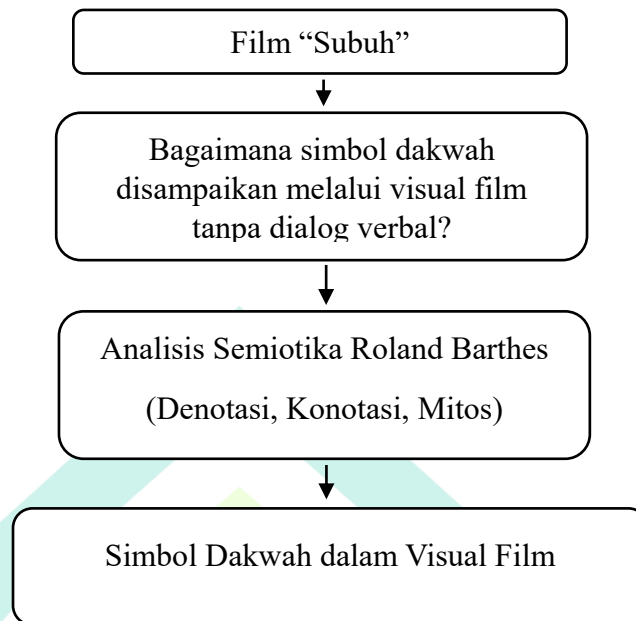 Film “Subuh”
Bagaimana simbol dakwah
disampaikan melalui visual film
tanpa dialog verbal?
Analisis Semiotika Roland Barthes
(Denotasi, Konotasi, Mitos)
Simbol Dakwah dalam Visual Film